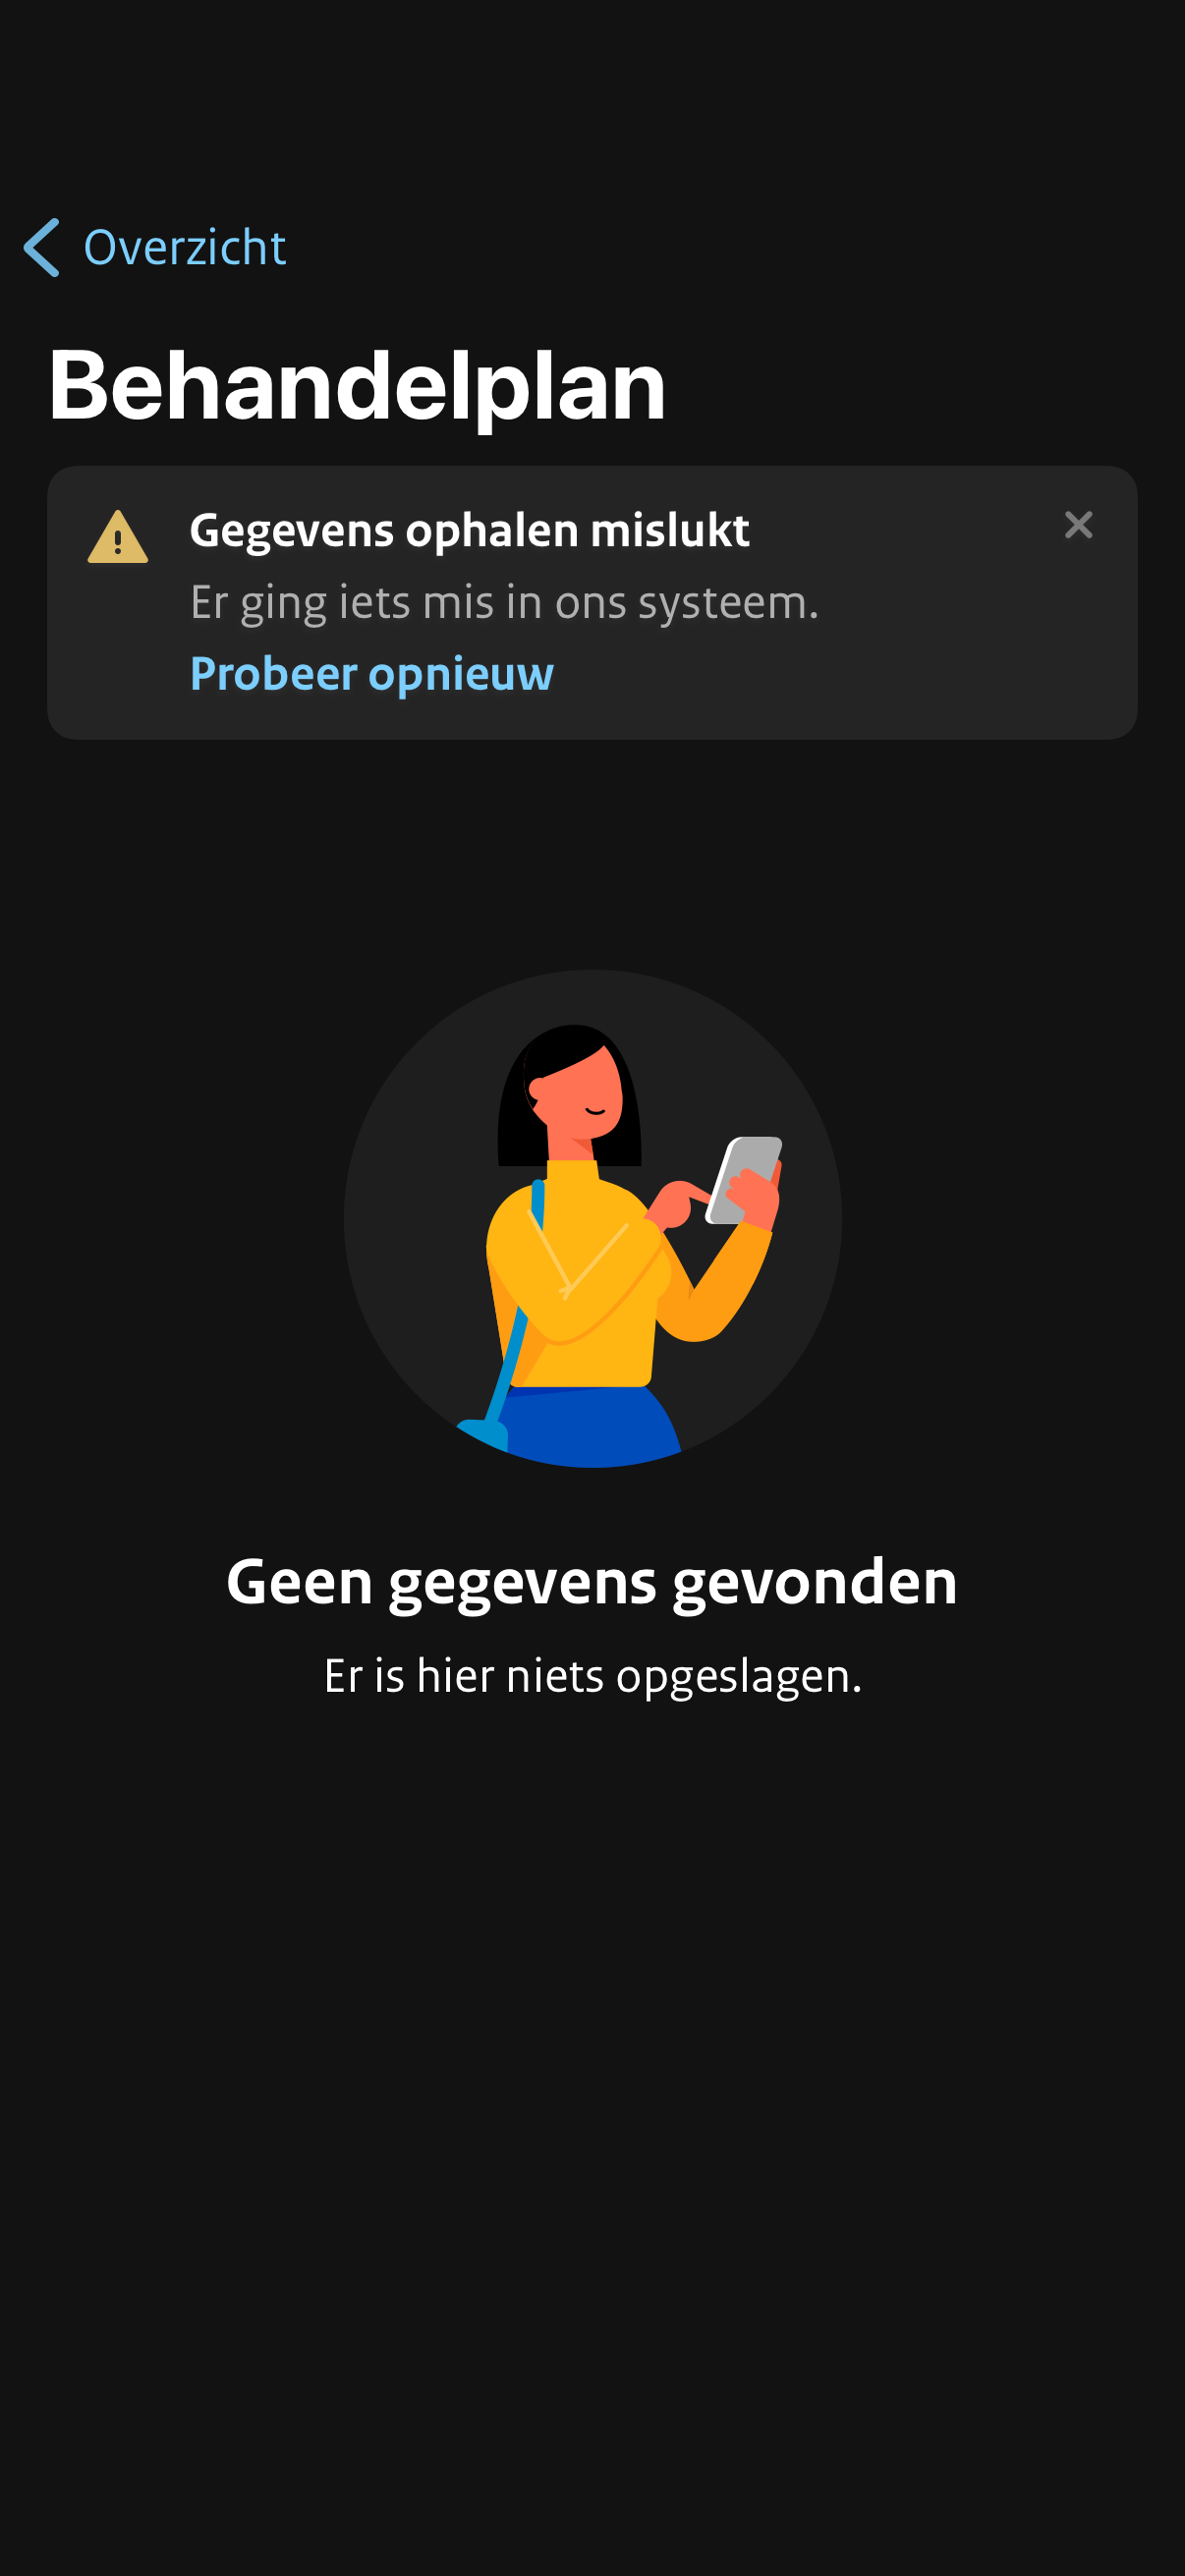 Overzicht
Behandelplan
Gegevens ophalen mislukt
Er ging iets mis in ons systeem.
Probeer opnieuw
Geen gegevens gevonden
Er is hier niets opgeslagen.